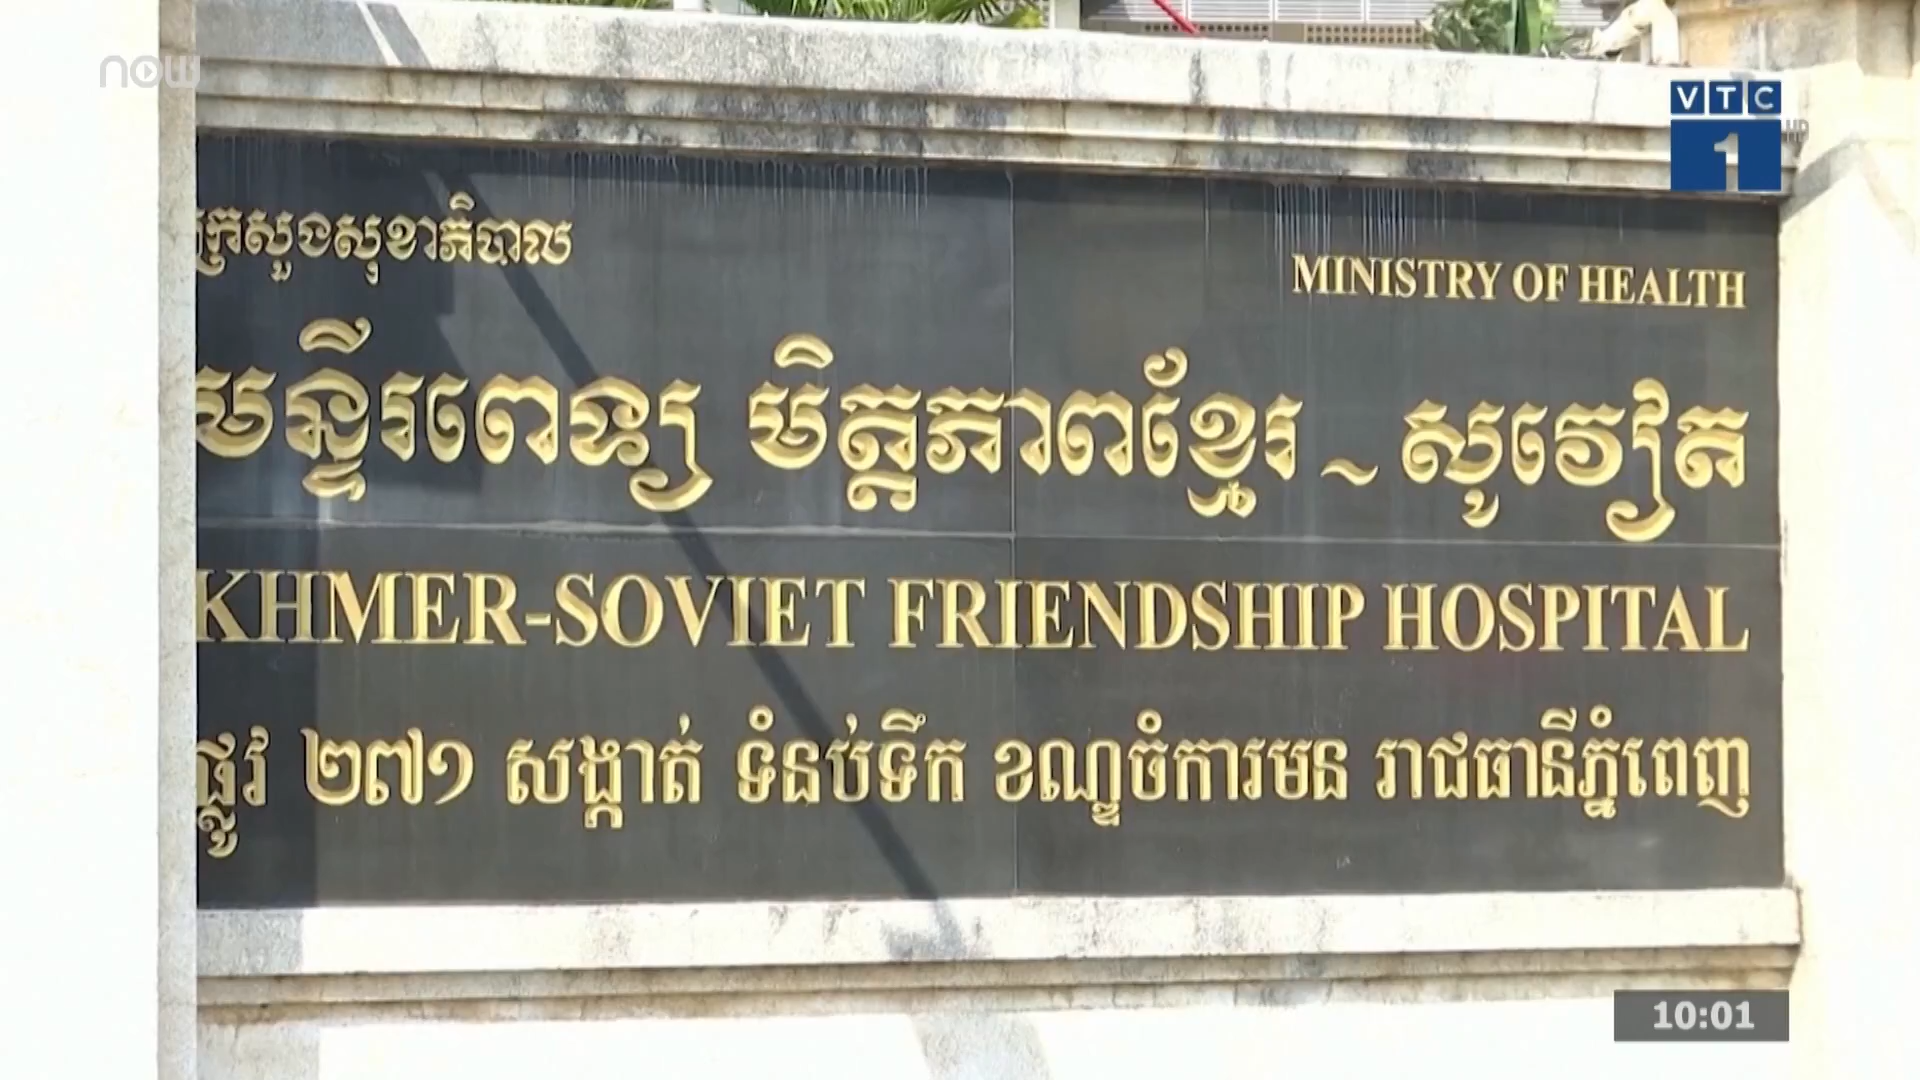 now
VTC
1
HD
ក្រសួងសុខាភិបាល
MINISTRY OF HEALTH
មន្ទីរពេទ្យ មិត្តភាពខ្មែរ ~ សូវៀត
KHMER-SOVIET FRIENDSHIP HOSPITAL
ផ្លូវ ២៧១ សង្កាត់ ទំនប់ទឹក ខណ្ឌចំការមន រាជធានីភ្នំពេញ
10:01